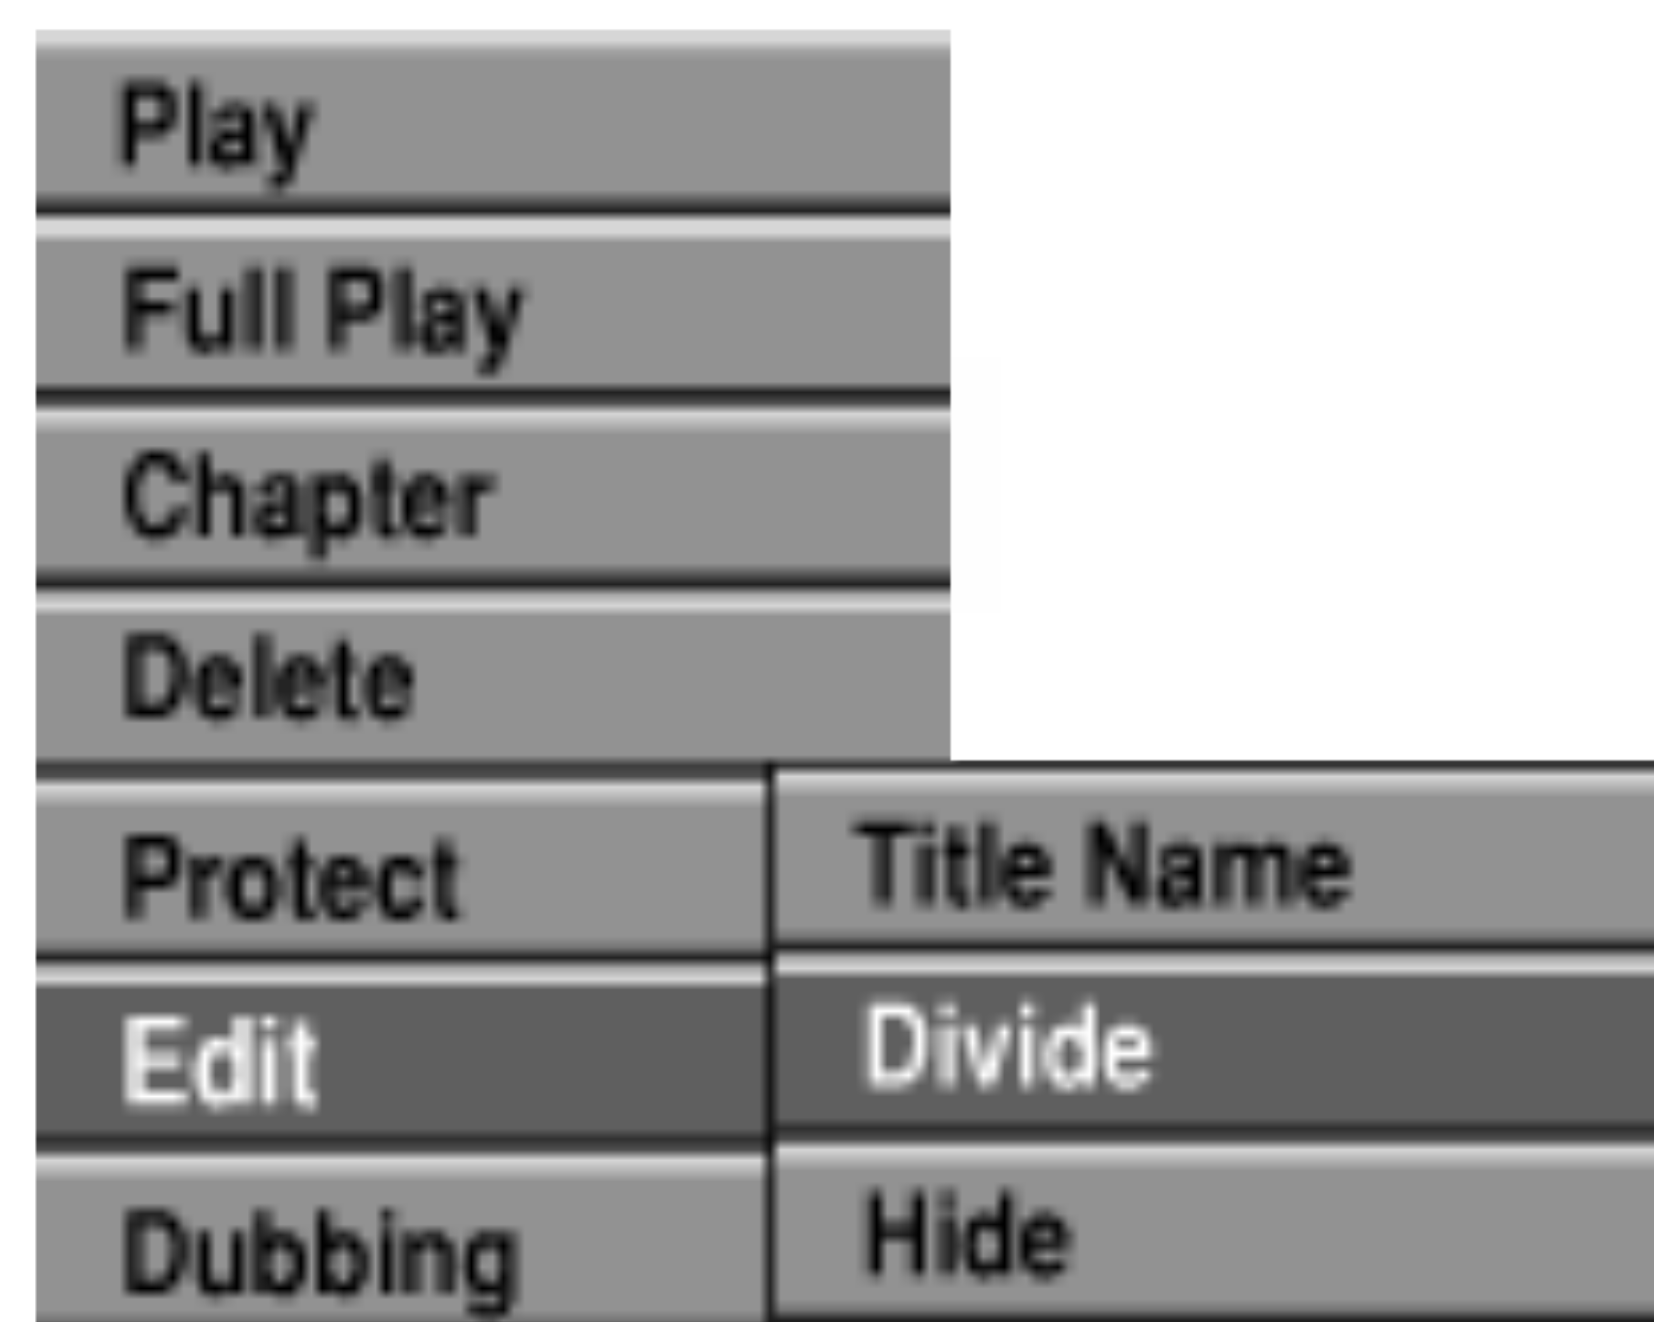 Play
Full Play
Chapter
Delete
Protect
Title Name
Edit
Divide
Dubbing
Hide